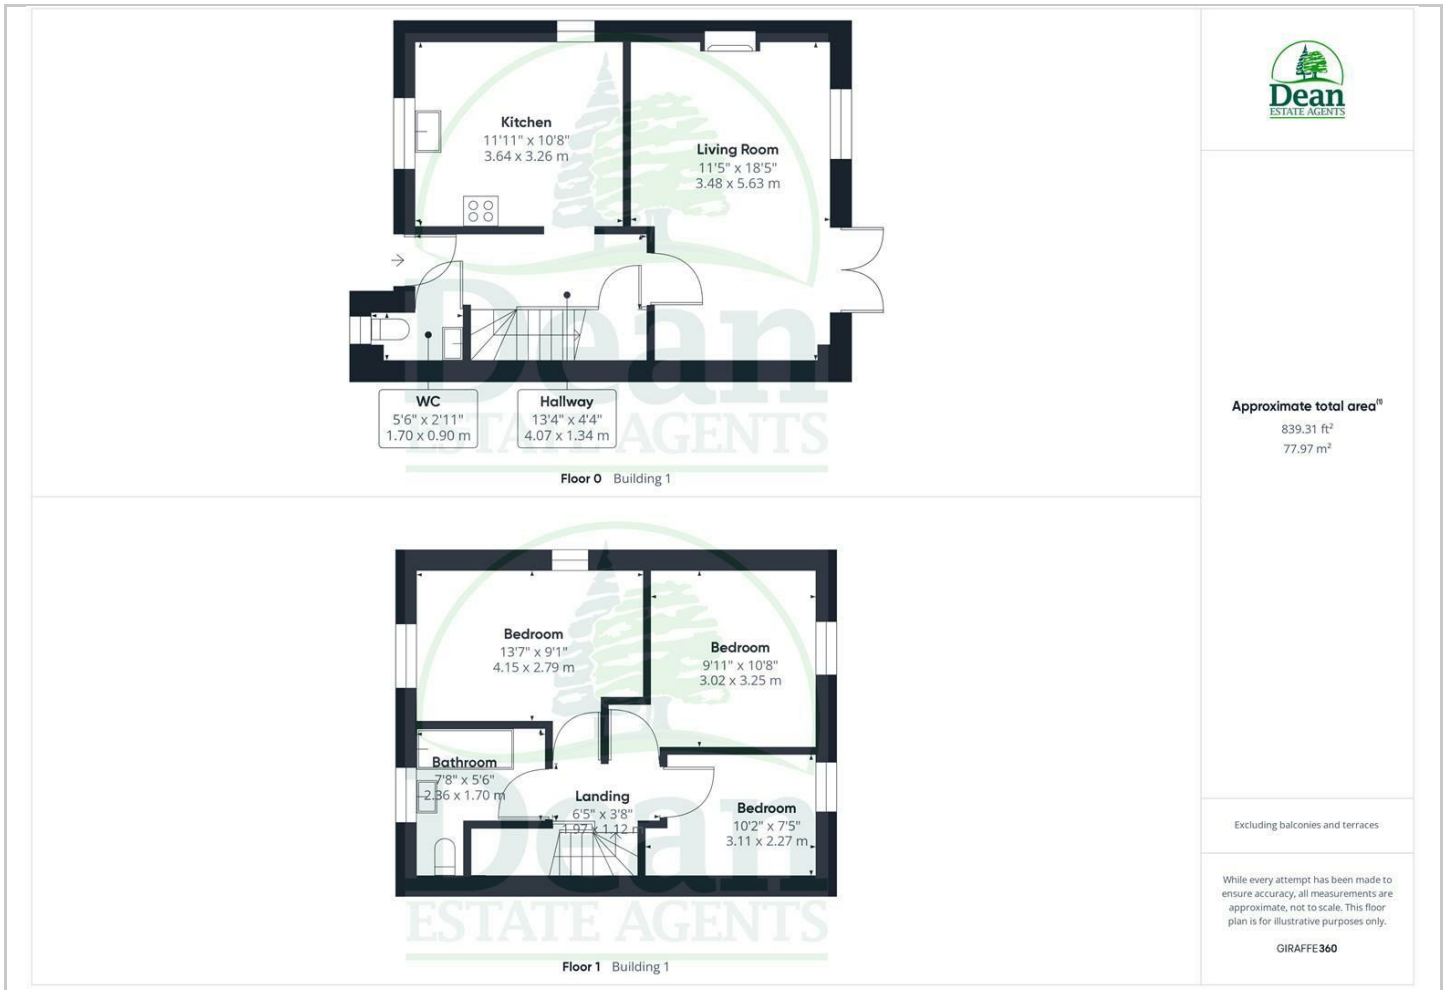 Kitchen
11'11" x 10'8"
3.64 x 3.26 m
Living Room
11'5" x 18'5"
3.48 x 5.63 m
WC
5'6" x 2'11"
1.70 x 0.90 m
Hallway
13'4" x 4'4"
4.07 x 1.34 m
Dean
ESTATE AGENTS
Floor 0 Building 1
Bedroom
13'7" x 9'1"
4.15 x 2.79 m
Bedroom
9'11" x 10'8"
3.02 x 3.25 m
Bathroom
7'8" x 5'6"
2.36 x 1.70 m
Landing
6'5" x 3'8"
1.97 x 1.12 m
Bedroom
10'2" x 7'5"
3.11 x 2.27 m
Dean
ESTATE AGENTS
Floor 1 Building 1
Dean
ESTATE AGENTS
Approximate total area(1)
839.31 ft²
77.97 m²
Excluding balconies and terraces
While every attempt has been made to
ensure accuracy, all measurements are
approximate, not to scale. This floor
plan is for illustrative purposes only.
GIRAFFE360